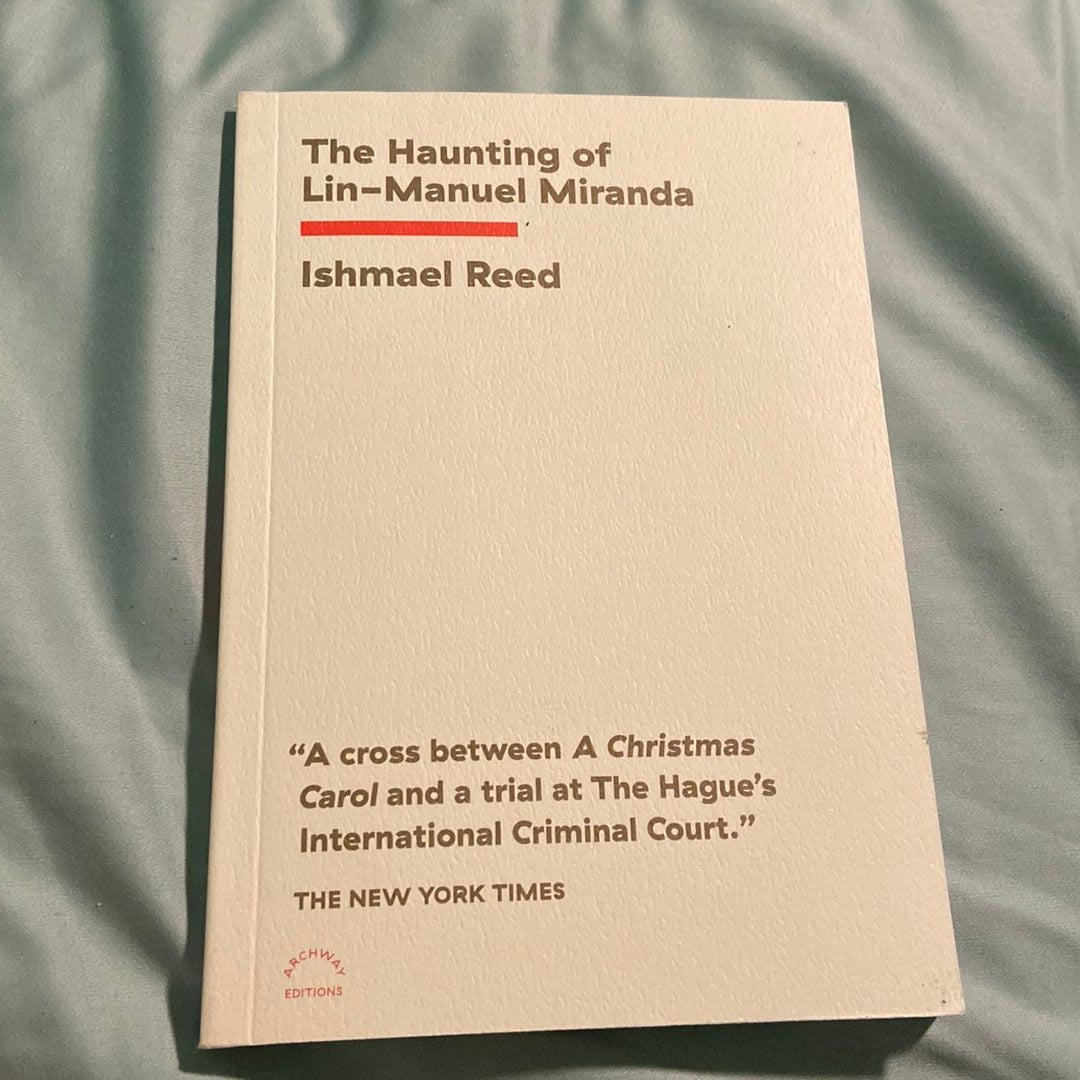 The Haunting of
Lin-Manuel Miranda
Ishmael Reed
“A cross between A Christmas
Carol and a trial at The Hague’s
International Criminal Court.”
THE NEW YORK TIMES
ARCHWAY
EDITIONS